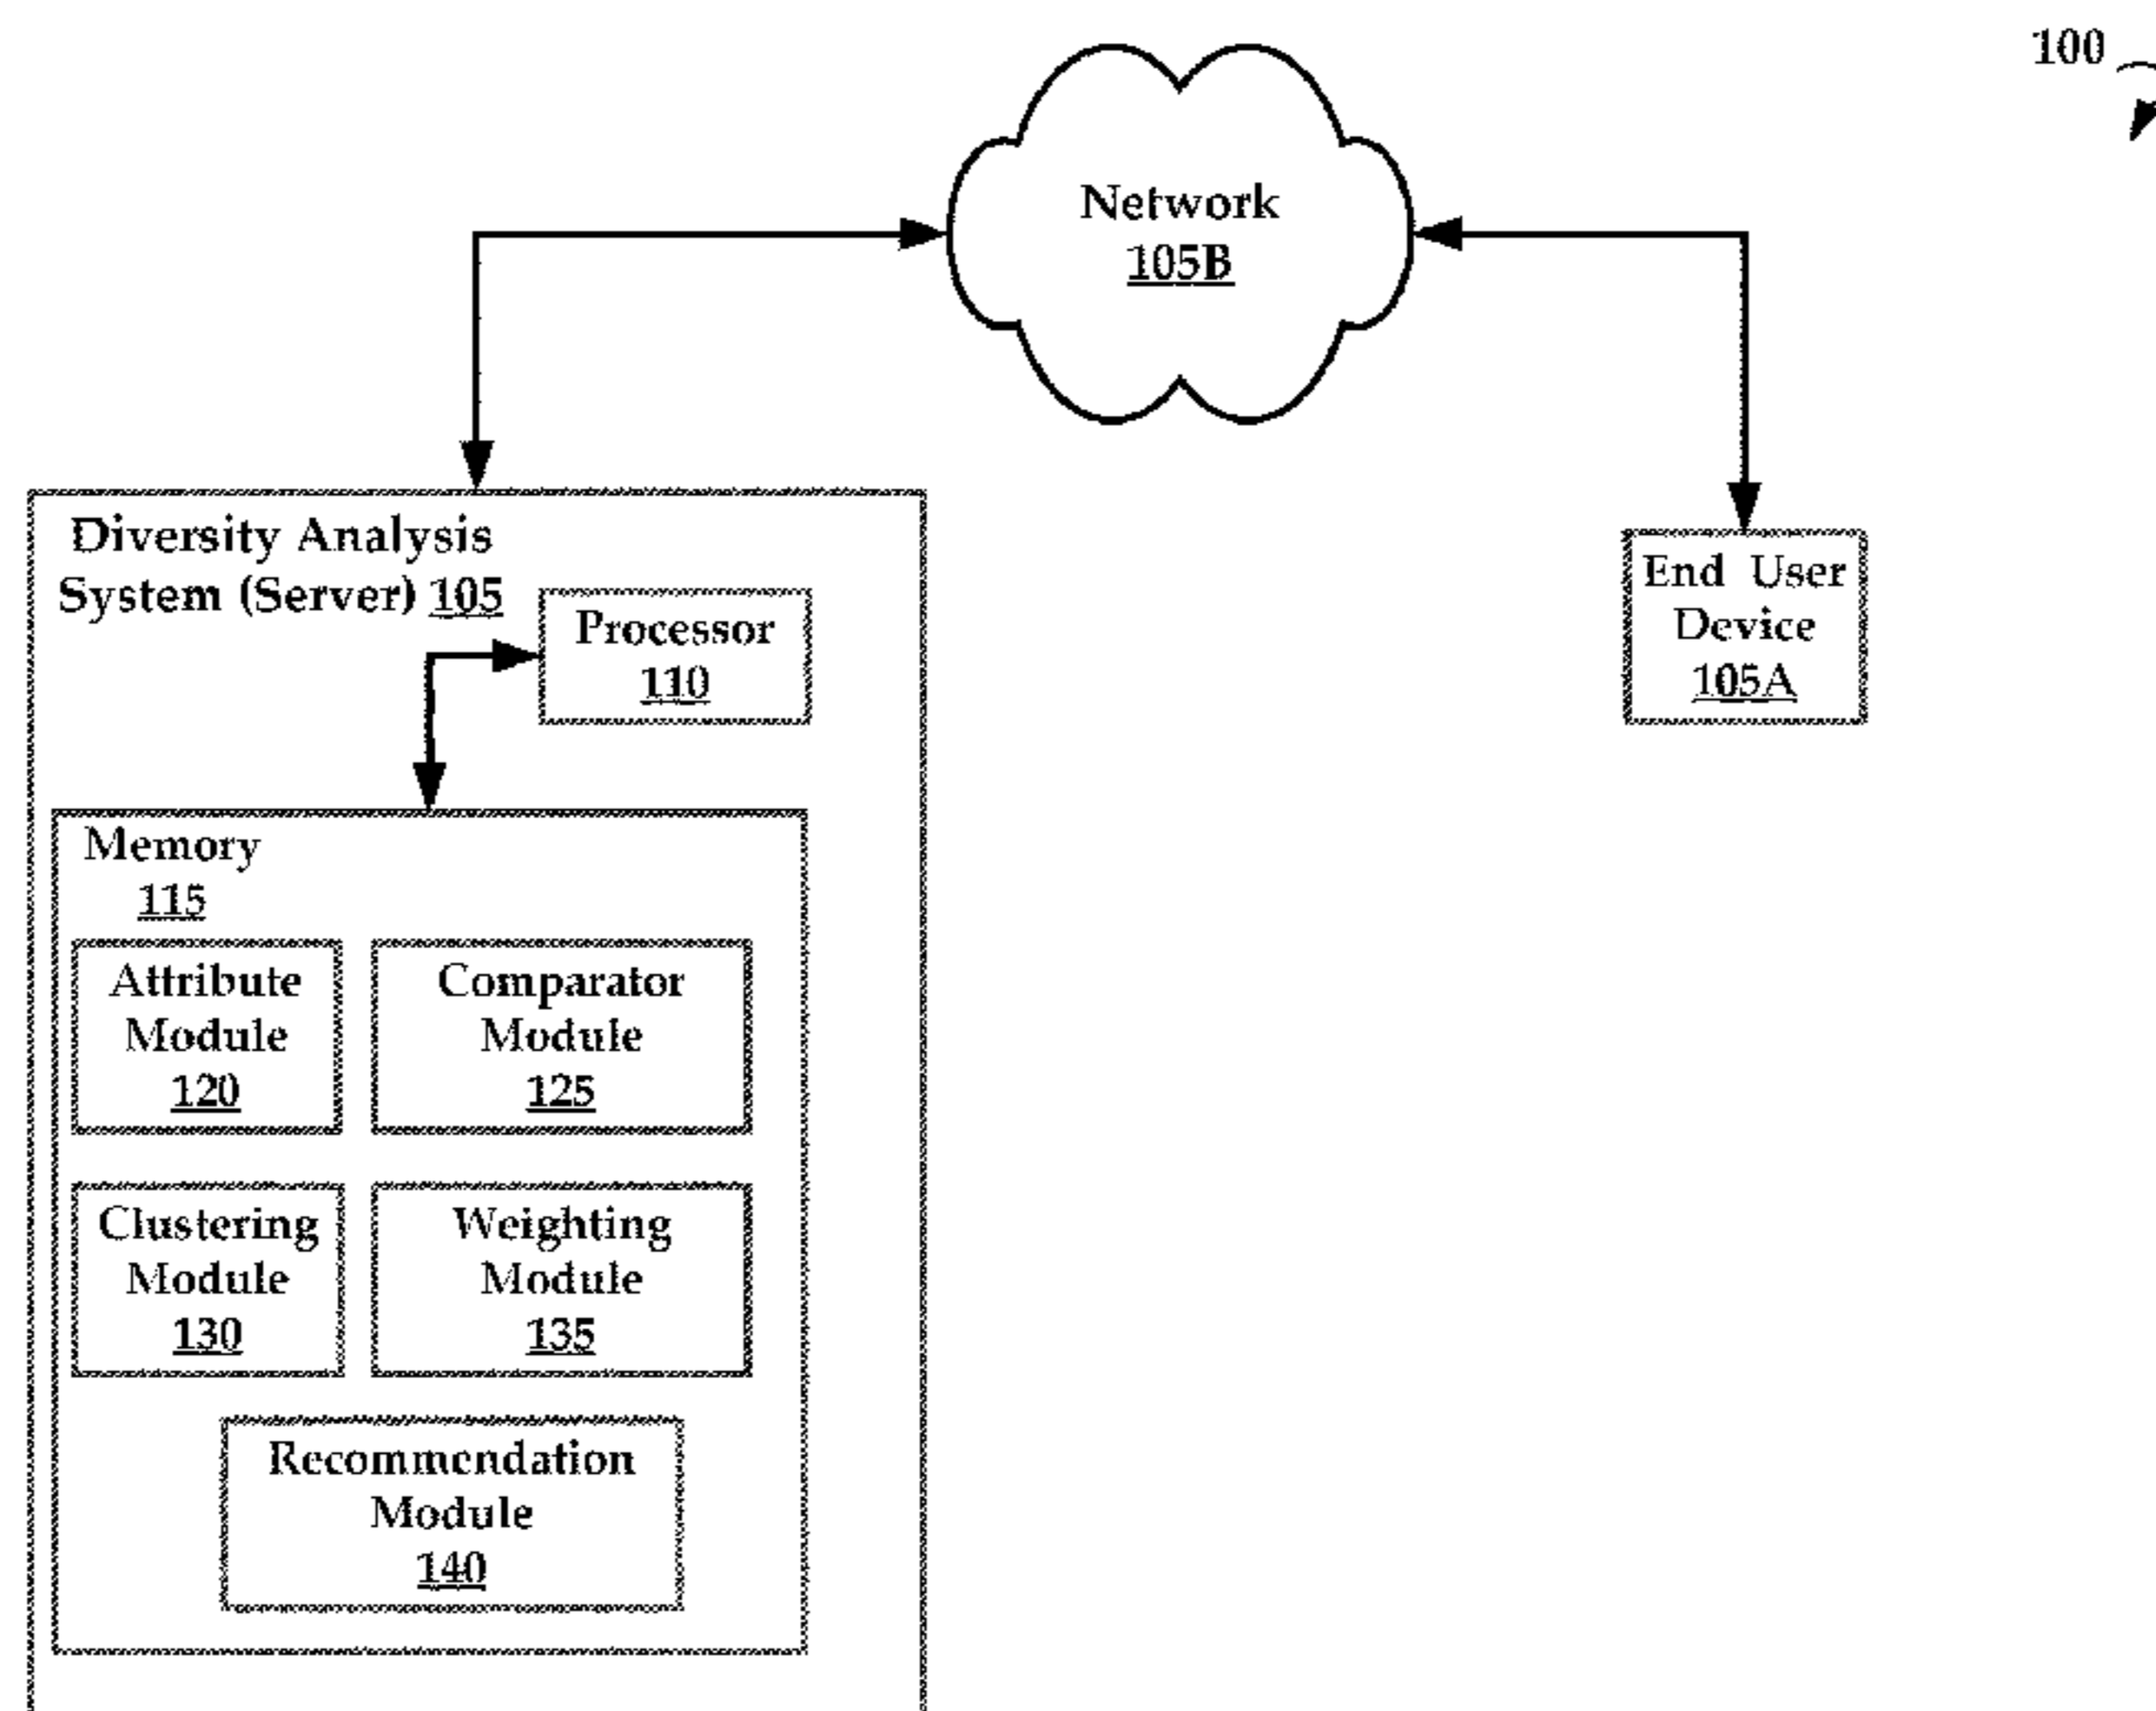 100
Network
105B
Diversity Analysis
System (Server) 105
Processor
110
End User
Device
105A
Memory
115
Attribute
Module
120
Comparator
Module
125
Clustering
Module
130
Weighting
Module
135
Recommendation
Module
140